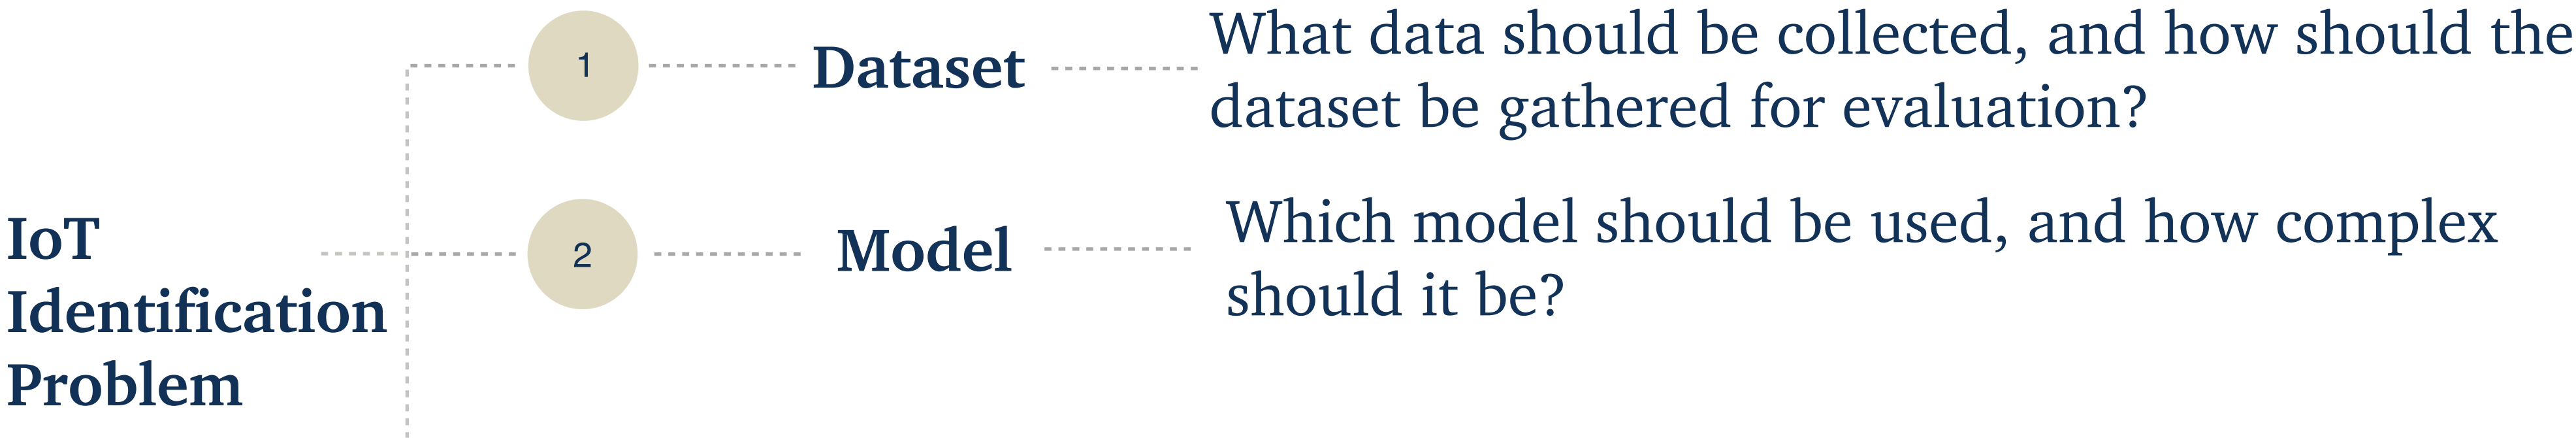 IoT
Identification
Problem
1
Dataset
What data should be collected, and how should the
dataset be gathered for evaluation?
2
Model
Which model should be used, and how complex
should it be?